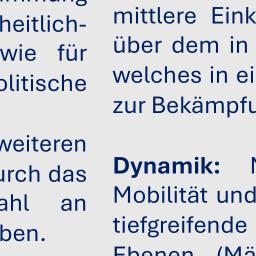 heitlich-
wie für
olitische
weiteren
urch das
ahl an
ben.
mittlere Eink
über dem in
welches in ei
zur Bekämpfu
Dynamik:
Mobilität und
tiefgreifende
Ebenen (Mä